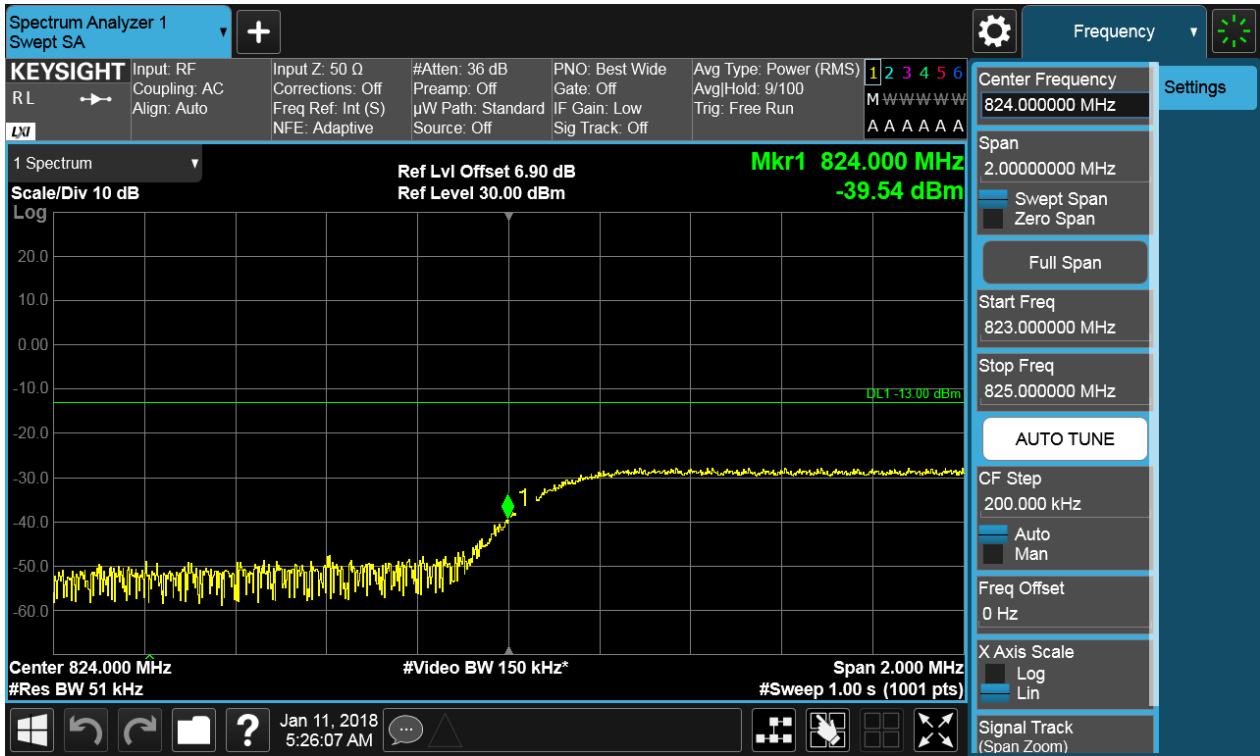 Spectrum Analyzer 1
Swept SA
+
Frequency
KEYSIGHT
R L
LXI
Input: RF
Coupling: AC
Align: Auto
Input Z: 50 Ω
Corrections: Off
Freq Ref: Int (S)
NFE: Adaptive
#Atten: 36 dB
Preamp: Off
µW Path: Standard
Source: Off
PNO: Best Wide
Gate: Off
IF Gain: Low
Sig Track: Off
Avg Type: Power (RMS)
Avg|Hold: 9/100
Trig: Free Run
1 2 3 4 5 6
M W W W W W
A A A A A A
1 Spectrum
Scale/Div 10 dB
Log
Ref Lvl Offset 6.90 dB
Ref Level 30.00 dBm
Mkr1 824.000 MHz
-39.54 dBm
20.0
10.0
0.00
-10.0
-20.0
-30.0
-40.0
-50.0
-60.0
DL1 -13.00 dBm
1
Center 824.000 MHz
#Res BW 51 kHz
#Video BW 150 kHz*
Span 2.000 MHz
#Sweep 1.00 s (1001 pts)
Center Frequency
824.000000 MHz
Span
2.00000000 MHz
Swept Span
Zero Span
Full Span
Start Freq
823.000000 MHz
Stop Freq
825.000000 MHz
AUTO TUNE
CF Step
200.000 kHz
Auto
Man
Freq Offset
0 Hz
X Axis Scale
Log
Lin
Signal Track
(Span Zoom)
Settings
?
Jan 11, 2018
5:26:07 AM